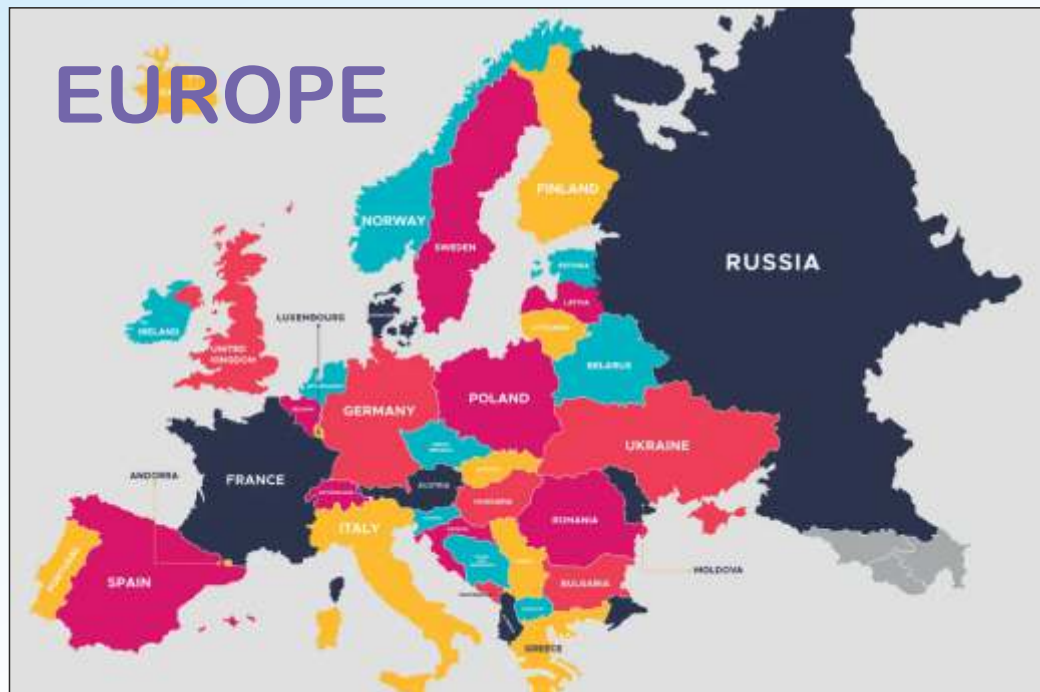 EUROPE
FINLAND
NORWAY
SWEDEN
RUSSIA
ESTONIA
LATVIA
LITHUANIA
IRELAND
UNITED
KINGDOM
LUXEMBOURG
BELARUS
GERMANY
POLAND
UKRAINE
FRANCE
ANDORRA
AUSTRIA
HUNGARY
ROMANIA
ITALY
MOLDOVA
BULGARIA
PORTUGAL
SPAIN
GREECE